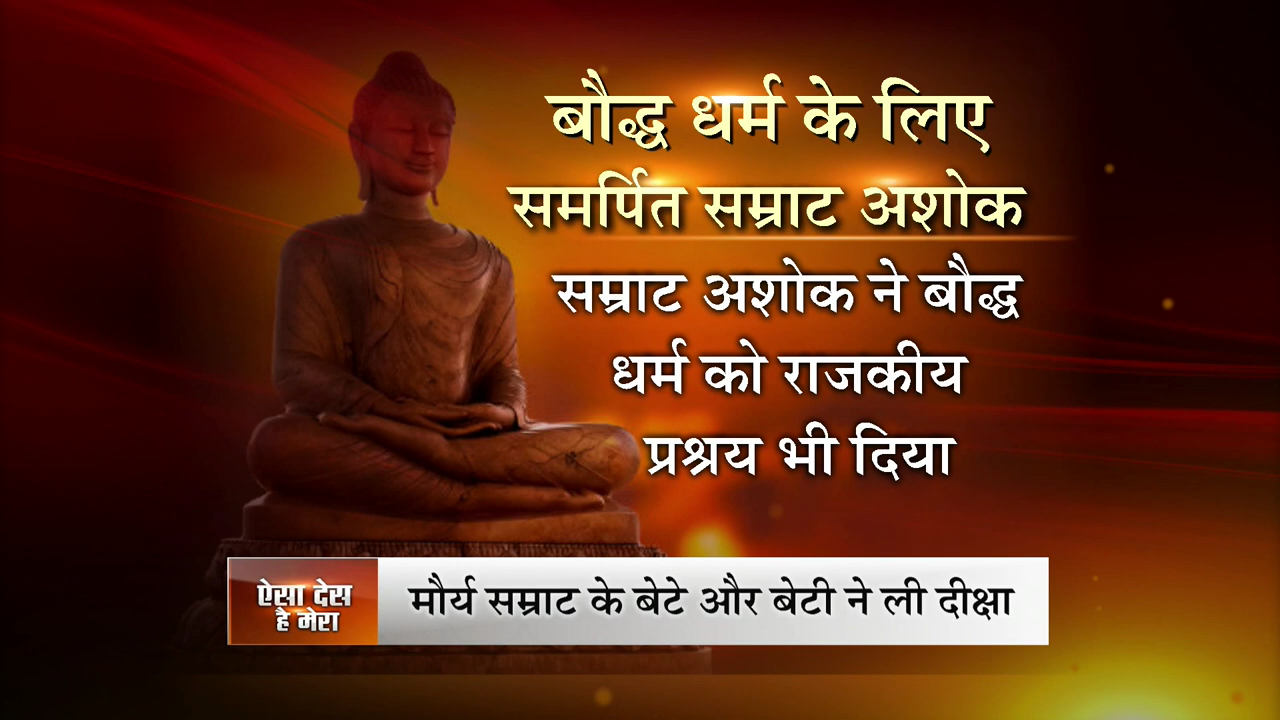 बौद्ध धर्म के लिए
समर्पित सम्राट अशोक
सम्राट अशोक ने बौद्ध
धर्म को राजकीय
प्रश्रय भी दिया
ऐसा देस
है मेरा
मौर्य सम्राट के बेटे और बेटी ने ली दीक्षा